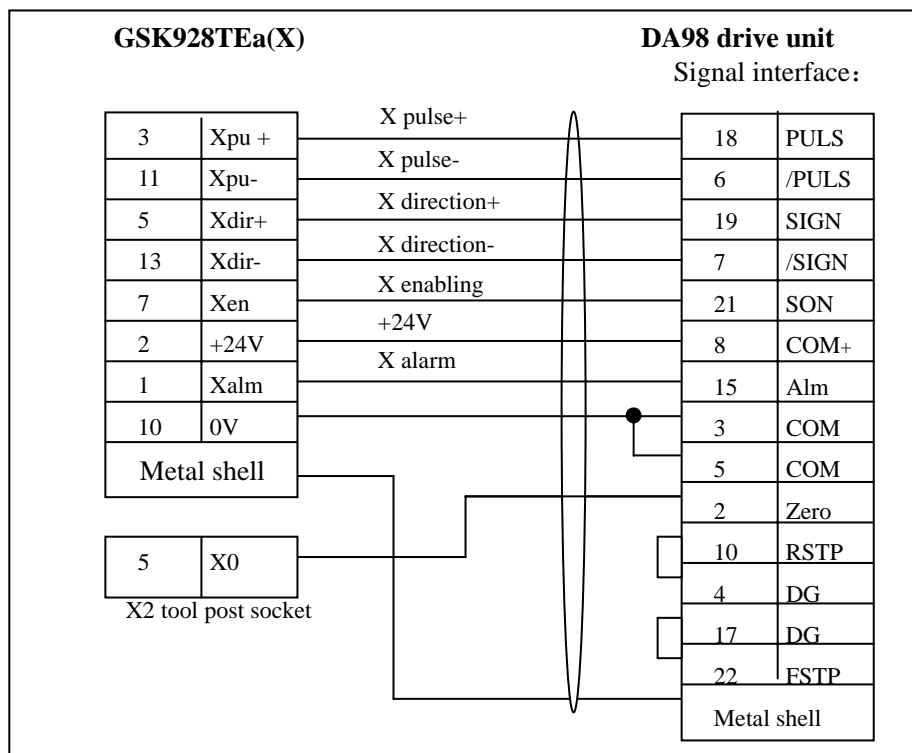 GSK928TEa(X)
DA98 drive unit
Signal interface：
3 Xpu +
11 Xpu-
5 Xdir+
13 Xdir-
7 Xen
2 +24V
1 Xalm
10 0V
Metal shell
5 X0
X2 tool post socket
X pulse+
X pulse-
X direction+
X direction-
X enabling
+24V
X alarm
18 PULS
6 /PULS
19 SIGN
7 /SIGN
21 SON
8 COM+
15 Alm
3 COM
5 COM
2 Zero
10 RSTP
4 DG
17 DG
22 FSTP
Metal shell